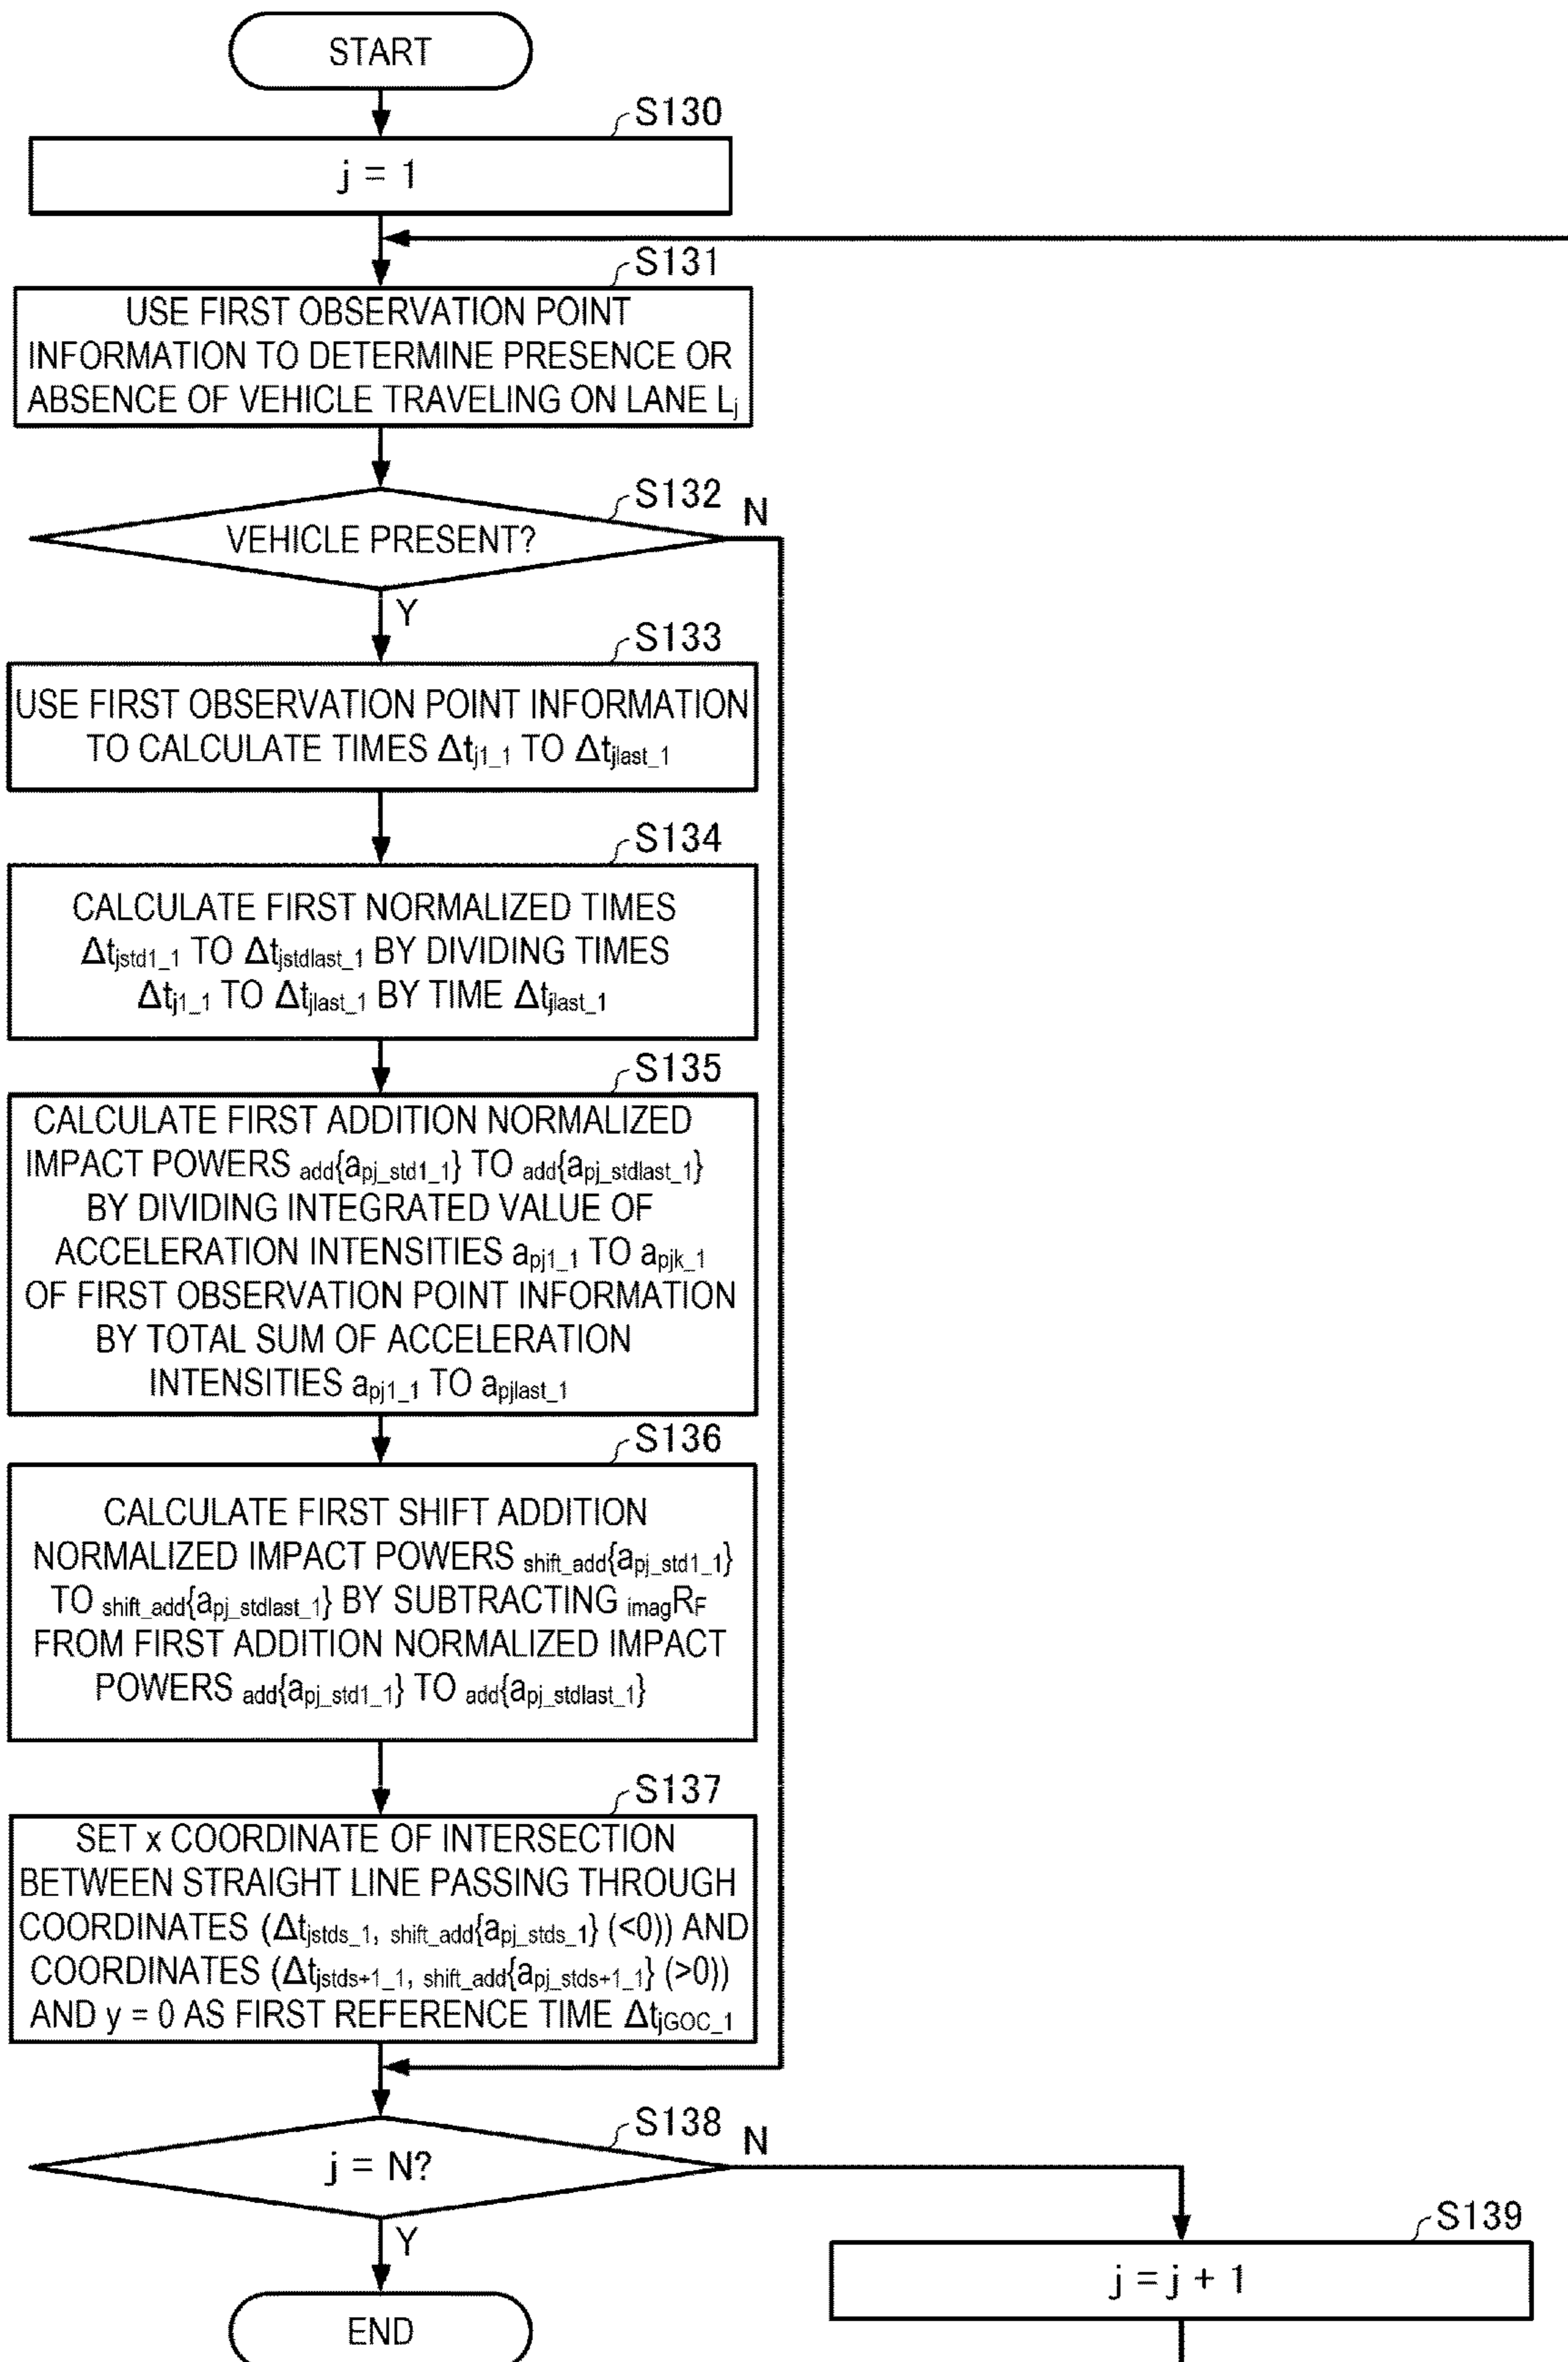 START
S130
j = 1
S131
USE FIRST OBSERVATION POINT
INFORMATION TO DETERMINE PRESENCE OR
ABSENCE OF VEHICLE TRAVELING ON LANE Lj
S132
N
VEHICLE PRESENT?
Y
S133
USE FIRST OBSERVATION POINT INFORMATION
TO CALCULATE TIMES Δtj1_1 TO Δtjlast_1
S134
CALCULATE FIRST NORMALIZED TIMES
Δtjstd1_1 TO Δtjstdlast_1 BY DIVIDING TIMES
Δtj1_1 TO Δtjlast_1 BY TIME Δtjlast_1
S135
CALCULATE FIRST ADDITION NORMALIZED
IMPACT POWERS add{apj_std1_1} TO add{apj_stdlast_1}
BY DIVIDING INTEGRATED VALUE OF
ACCELERATION INTENSITIES apj1_1 TO apjk_1
OF FIRST OBSERVATION POINT INFORMATION
BY TOTAL SUM OF ACCELERATION
INTENSITIES apj1_1 TO apjlast_1
S136
CALCULATE FIRST SHIFT ADDITION
NORMALIZED IMPACT POWERS shift_add{apj_std1_1}
TO shift_add{apj_stdlast_1} BY SUBTRACTING imagRF
FROM FIRST ADDITION NORMALIZED IMPACT
POWERS add{apj_std1_1} TO add{apj_stdlast_1}
S137
SET x COORDINATE OF INTERSECTION
BETWEEN STRAIGHT LINE PASSING THROUGH
COORDINATES (Δtjstds_1, shift_add{apj_stds_1} (<0)) AND
COORDINATES (Δtjstds+1_1, shift_add{apj_stds+1_1} (>0))
AND y = 0 AS FIRST REFERENCE TIME ΔtjGOC_1
S138
N
j = N?
Y
S139
j = j + 1
END